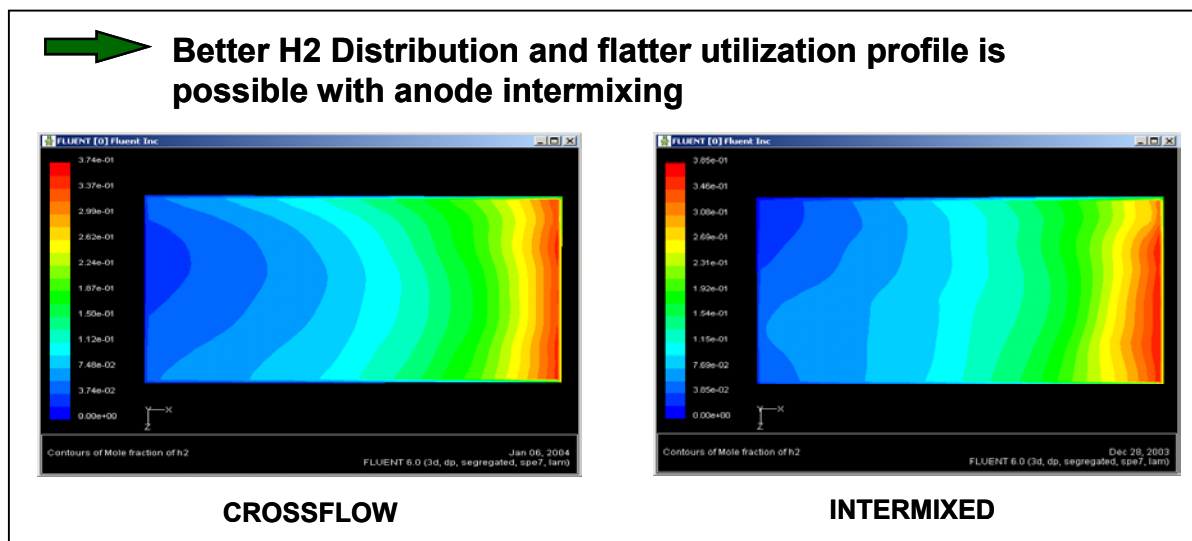 Better H2 Distribution and flatter utilization profile is
possible with anode intermixing
FLUENT [0] Fluent Inc
3.74e-01
3.37e-01
2.99e-01
2.62e-01
2.24e-01
1.87e-01
1.50e-01
1.12e-01
7.48e-02
3.74e-02
0.00e+00
Y X
Z
Contours of Mole fraction of h2
Jan 06, 2004
FLUENT 6.0 (3d, dp, segregated, spe7, lam)
CROSSFLOW
FLUENT [0] Fluent Inc
3.85e-01
3.46e-01
3.08e-01
2.69e-01
2.31e-01
1.92e-01
1.54e-01
1.15e-01
7.69e-02
3.85e-02
0.00e+00
Y X
Z
Contours of Mole fraction of h2
Dec 28, 2003
FLUENT 6.0 (3d, dp, segregated, spe7, lam)
INTERMIXED